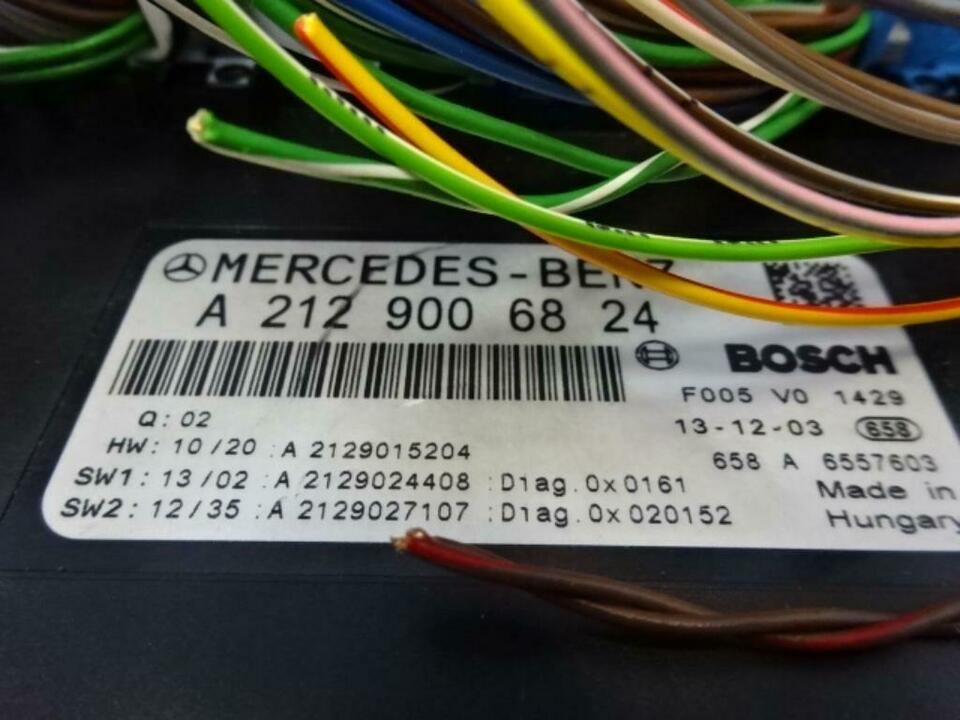 MERCEDES-BENZ
A 212 900 68 24
BOSCH
Q: 02
F005 V0 1429
HW: 10/20 :A 2129015204
13-12-03 658
SW1: 13/02 :A 2129024408 :Diag.0x0161
658 A 6557603
SW2: 12/35 :A 2129027107 :Diag.0x020152
Made in
Hungary